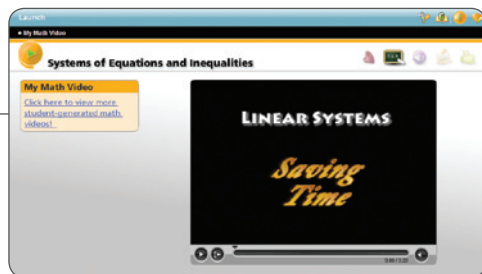 Launch
• My Math Video
Systems of Equations and Inequalities
My Math Video
Click here to view more
student-generated math
videos!
LINEAR SYSTEMS
Saving
Time